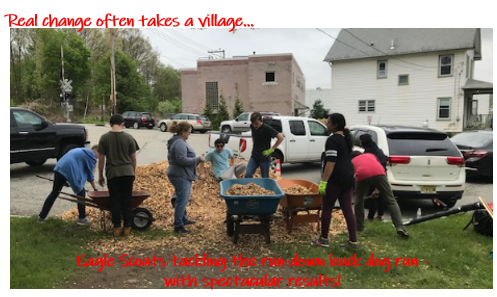 Real change often takes a village...
Eagle Scouts tackling the run-down back dog run -
with spectacular results!